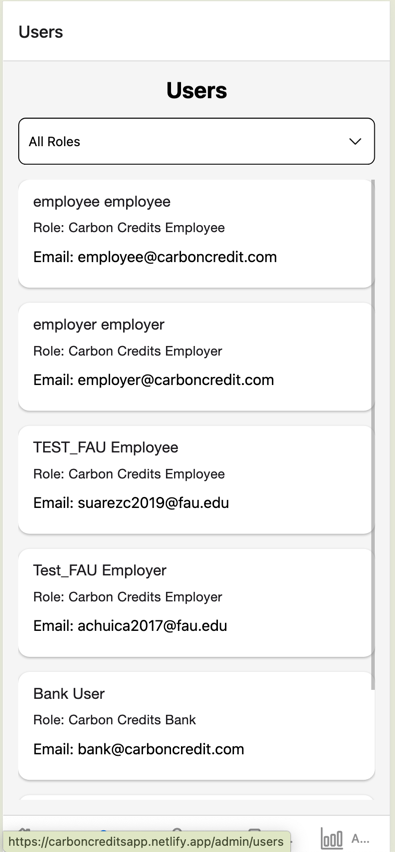 Users
Users
All Roles
employee employee
Role: Carbon Credits Employee
Email: employee@carboncredit.com
employer employer
Role: Carbon Credits Employer
Email: employer@carboncredit.com
TEST_FAU Employee
Role: Carbon Credits Employee
Email: suarezc2019@fau.edu
Test_FAU Employer
Role: Carbon Credits Employer
Email: achuica2017@fau.edu
Bank User
Role: Carbon Credits Bank
Email: bank@carboncredit.com
A...
https://carboncreditsapp.netlify.app/admin/users